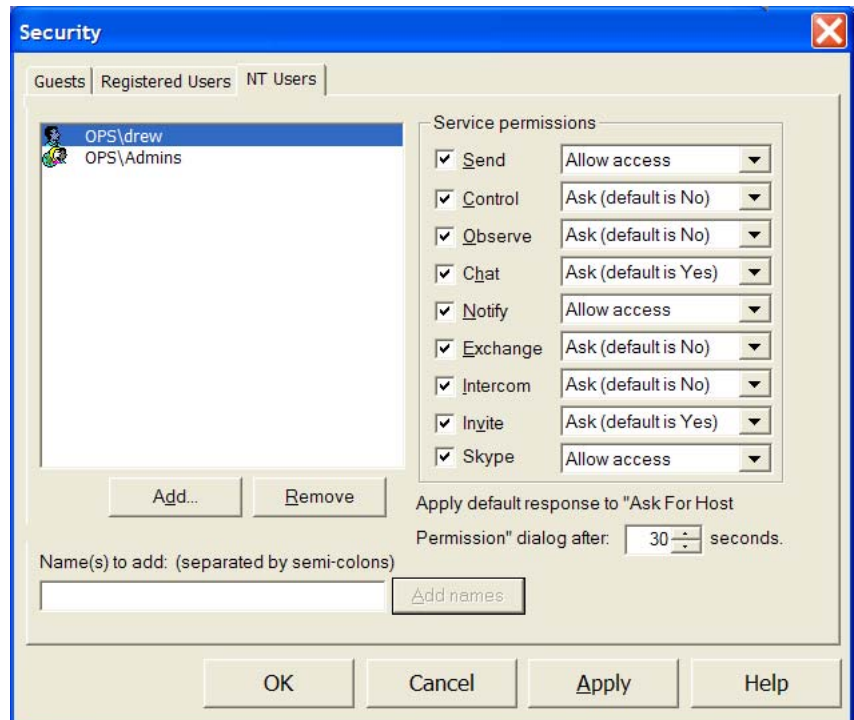 Security
Guests Registered Users NT Users
OPS\drew
OPS\Admins
Service permissions
Send Allow access
Control Ask (default is No)
Observe Ask (default is No)
Chat Ask (default is Yes)
Notify Allow access
Exchange Ask (default is No)
Intercom Ask (default is No)
Invite Ask (default is Yes)
Skype Allow access
Add... Remove
Apply default response to "Ask For Host
Permission" dialog after: 30 seconds.
Name(s) to add: (separated by semi-colons)
Add names
OK Cancel Apply Help